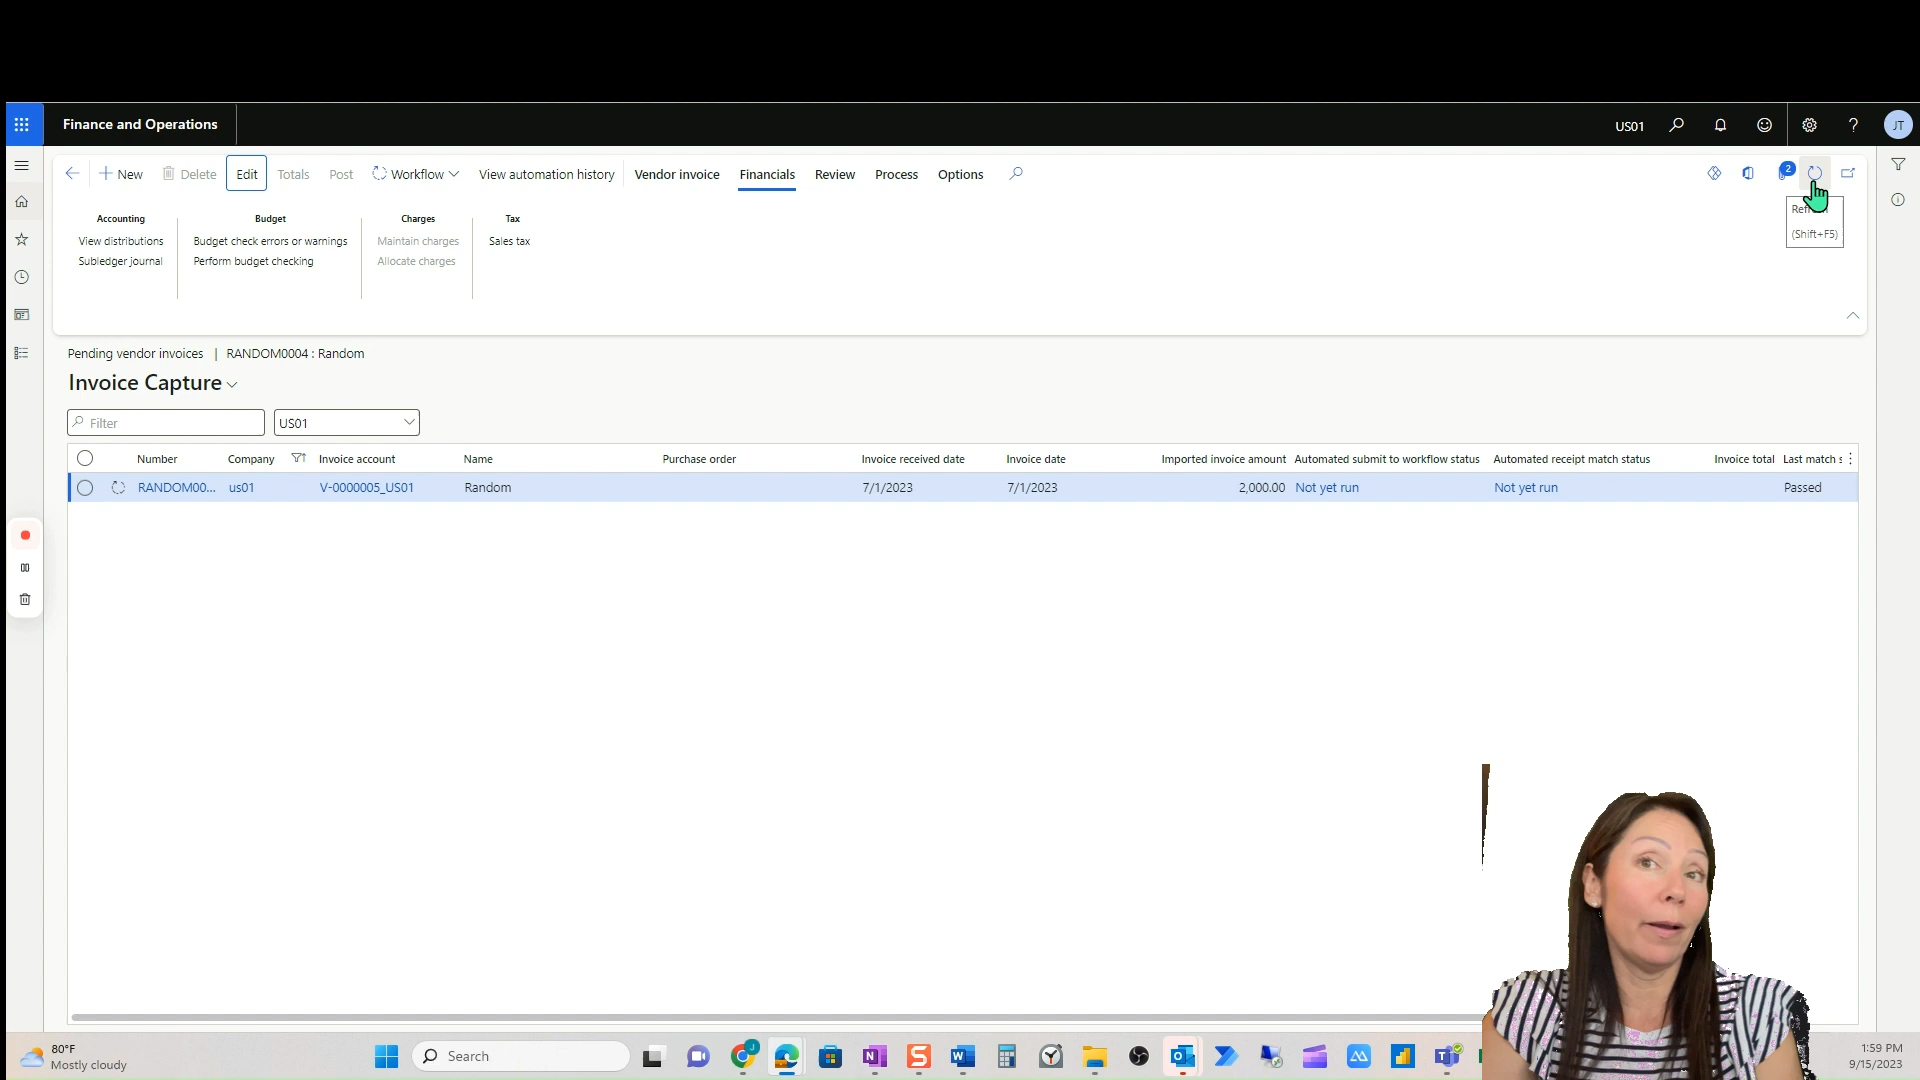 Finance and Operations
US01
JT
New
Delete
Edit
Totals
Post
Workflow
View automation history
Vendor invoice
Financials
Review
Process
Options
2
Accounting
Budget
Charges
Tax
View distributions
Budget check errors or warnings
Maintain charges
Sales tax
Subledger journal
Perform budget checking
Allocate charges
(Shift+F5)
Pending vendor invoices | RANDOM0004 : Random
Invoice Capture
Filter
US01
Number
Company
Invoice account
Name
Purchase order
Invoice received date
Invoice date
Imported invoice amount
Automated submit to workflow status
Automated receipt match status
Invoice total
Last match s
RANDOM00...
us01
V-0000005_US01
Random
7/1/2023
7/1/2023
2,000.00
Not yet run
Not yet run
Passed
80°F
Mostly cloudy
Search
1:59 PM
9/15/2023